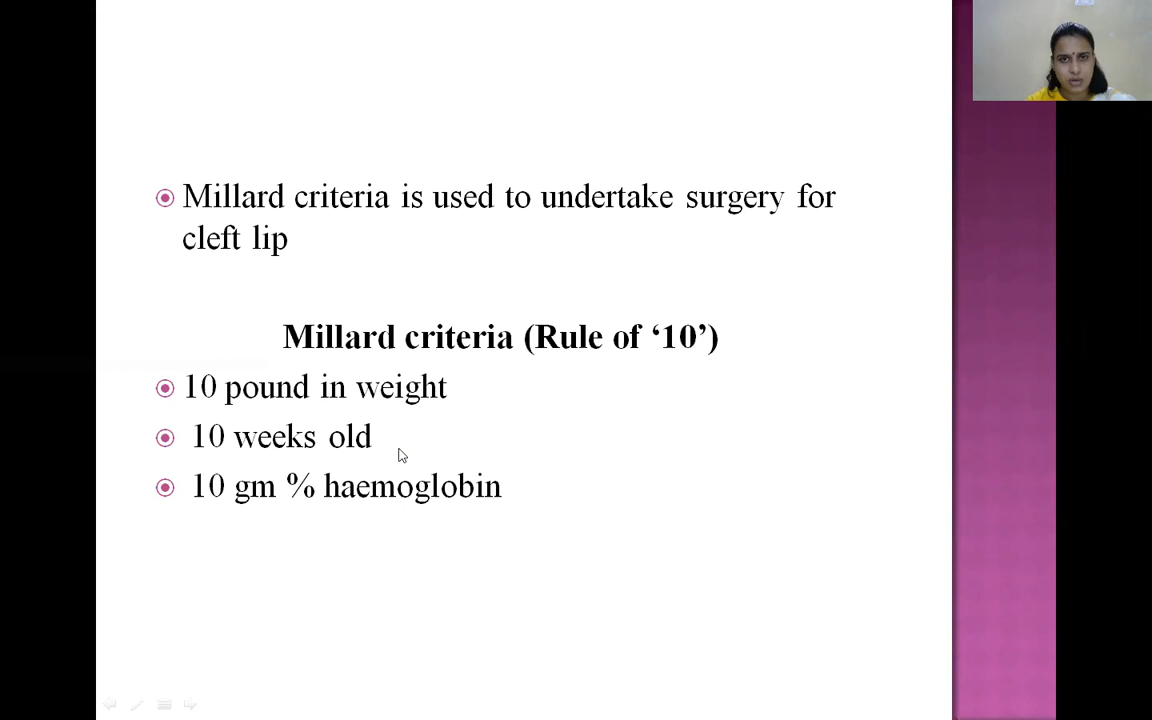 Millard criteria is used to undertake surgery for
cleft lip
Millard criteria (Rule of ‘10’)
10 pound in weight
10 weeks old
10 gm % haemoglobin